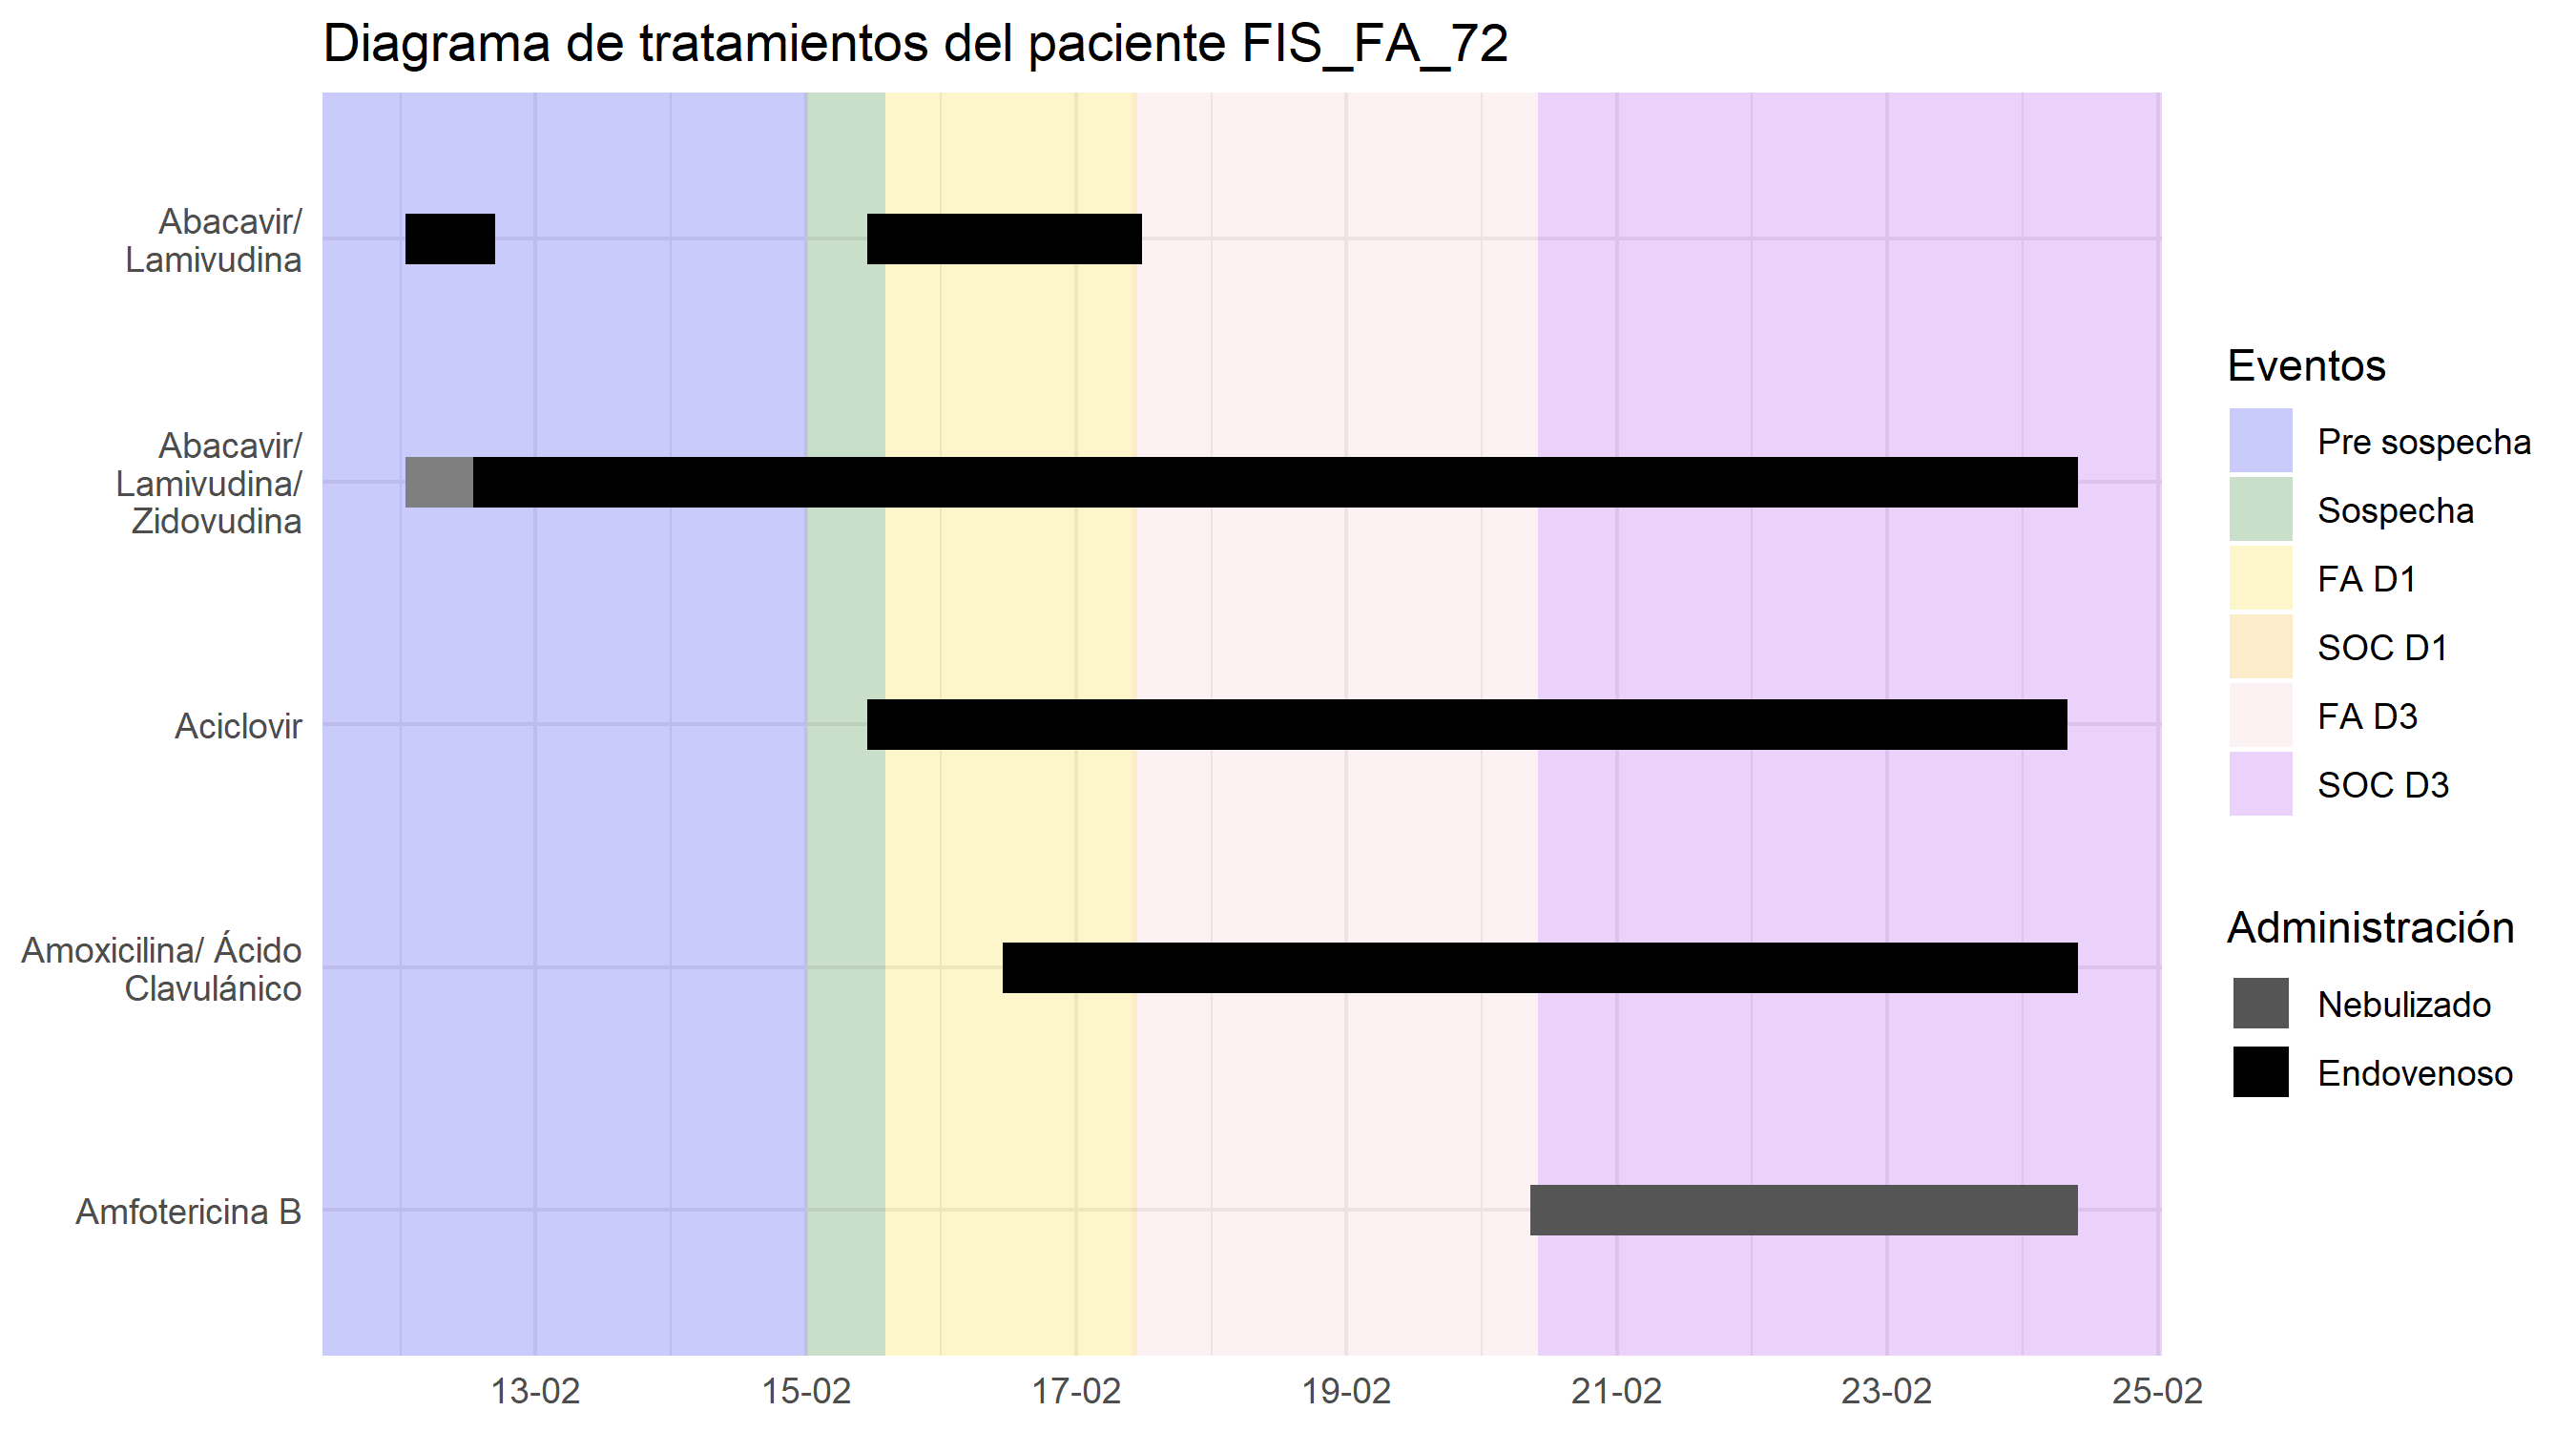 Diagrama de tratamientos del paciente FIS_FA_72
Abacavir/
Lamivudina
Abacavir/
Lamivudina/
Zidovudina
Aciclovir
Amoxicilina/ Ácido
Clavulánico
Amfotericina B
13-02
15-02
17-02
19-02
21-02
23-02
25-02
Eventos
Pre sospecha
Sospecha
FA D1
SOC D1
FA D3
SOC D3
Administración
Nebulizado
Endovenoso